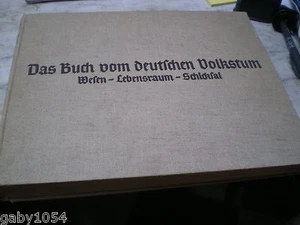 Das Buch vom deutschen Volkstum
Wesen - Lebensraum - Schicksal
gaby1054